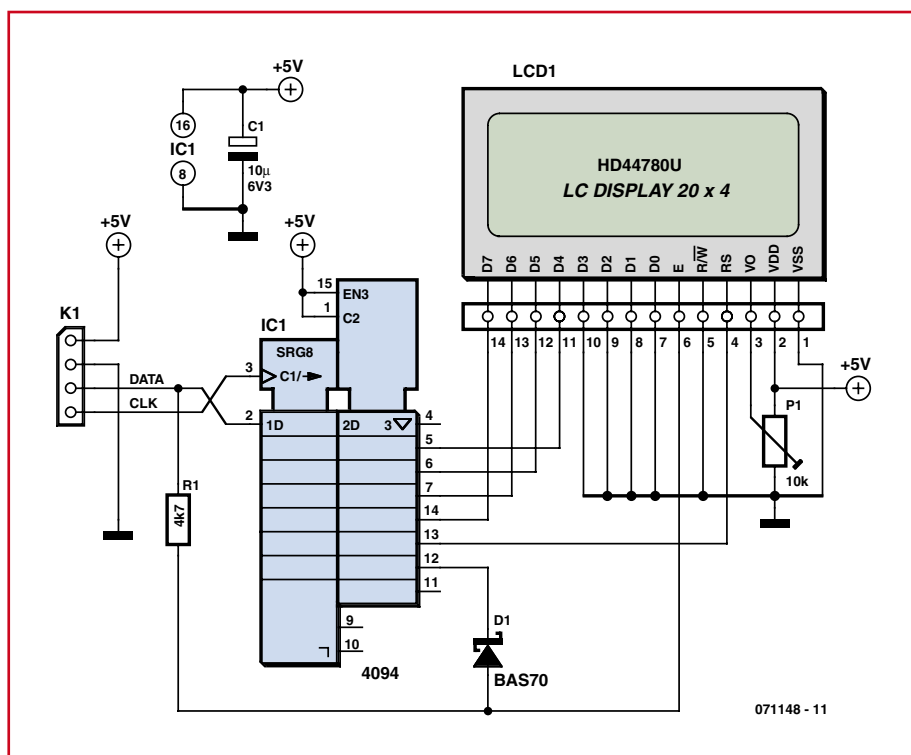 LCD1
+5V
C1
16
IC1
8
10µ
6V3
HD44780U
LC DISPLAY 20 x 4
+5V
+5V
D7 D6 D5 D4 D3 D2 D1 D0 E R/W RS VO VDD VSS
15 EN3
1 C2
K1
IC1
SRG8
C1/
14 13 12 11 10 9 8 7 6 5 4 3 2 1
3
DATA
CLK
+5V
P1
10k
2 1D 2D 3 4
5
6
7
14
13
12
11
R1
4k7
9
10
4094
D1
BAS70
071148 - 11